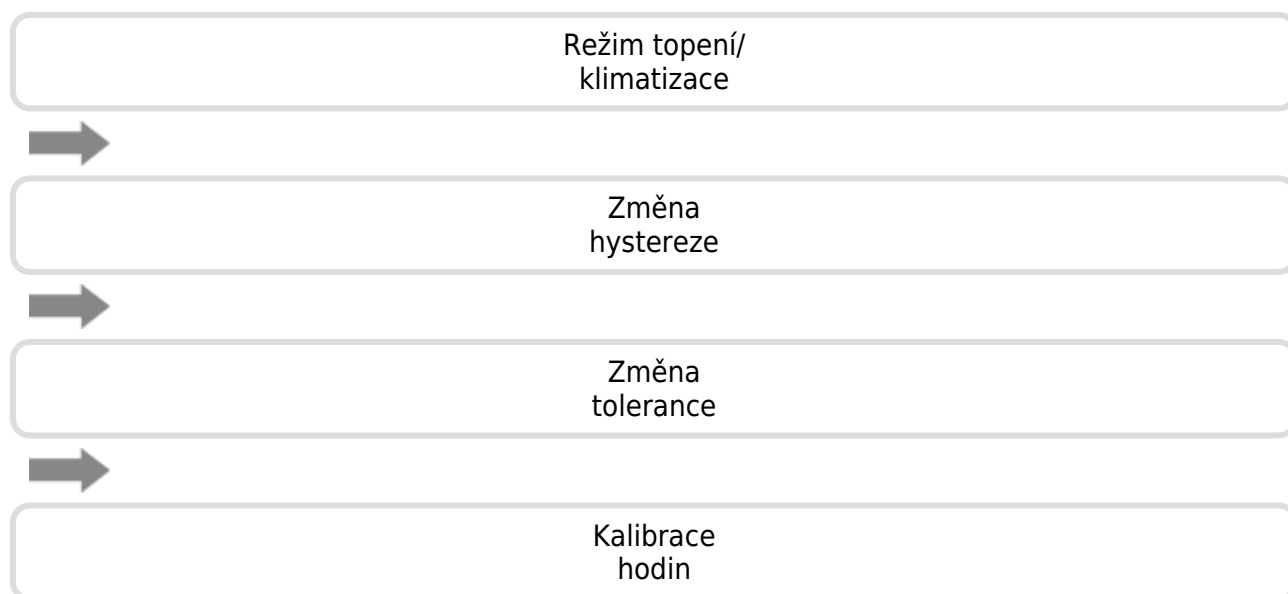 Režim topení/
klimatizace
Změna
hystereze
Změna
tolerance
Kalibrace
hodin